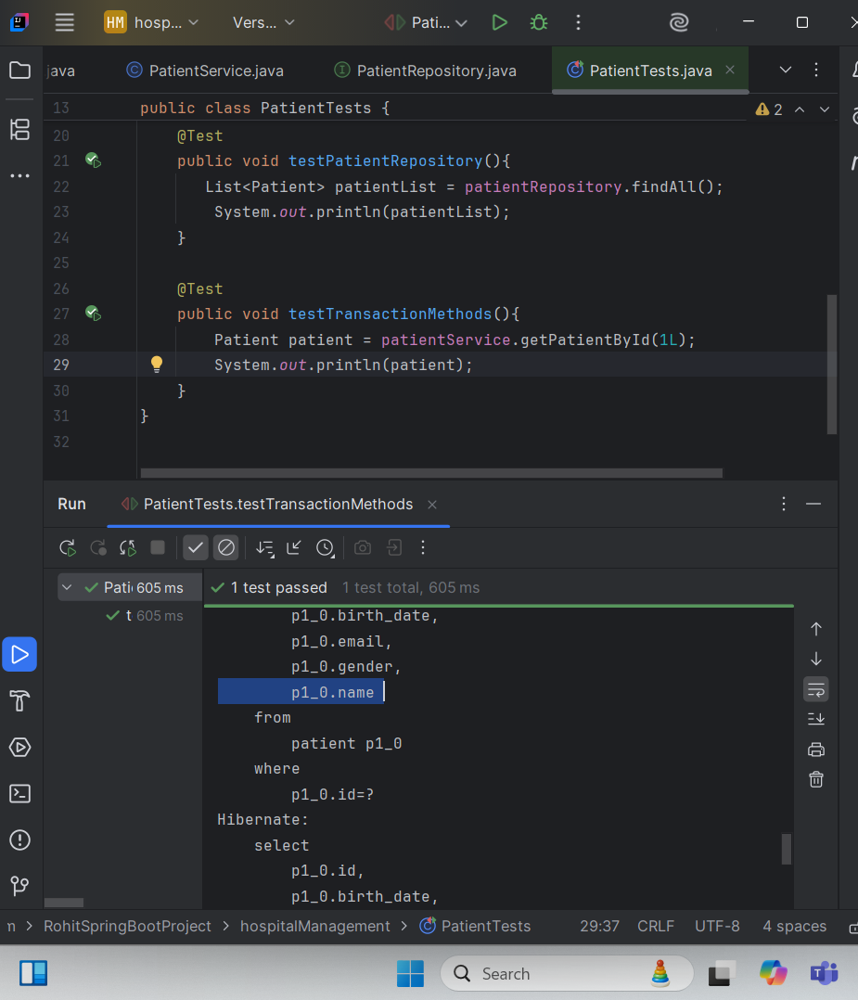 HM hosp... Vers... Pati...
java PatientService.java PatientRepository.java PatientTests.java
13 public class PatientTests { 2
20 @Test
21 public void testPatientRepository(){
22 List<Patient> patientList = patientRepository.findAll();
23 System.out.println(patientList);
24 }
25
26 @Test
27 public void testTransactionMethods(){
28 Patient patient = patientService.getPatientById(1L);
29 System.out.println(patient);
30 }
31 }
32
Run PatientTests.testTransactionMethods
Pati 605 ms 1 test passed 1 test total, 605 ms
t 605 ms
p1_0.birth_date,
p1_0.email,
p1_0.gender,
p1_0.name
from
patient p1_0
where
p1_0.id=?
Hibernate:
select
p1_0.id,
p1_0.birth_date,
m > RohitSpringBootProject > hospitalManagement > PatientTests 29:37 CRLF UTF-8 4 spaces
Search